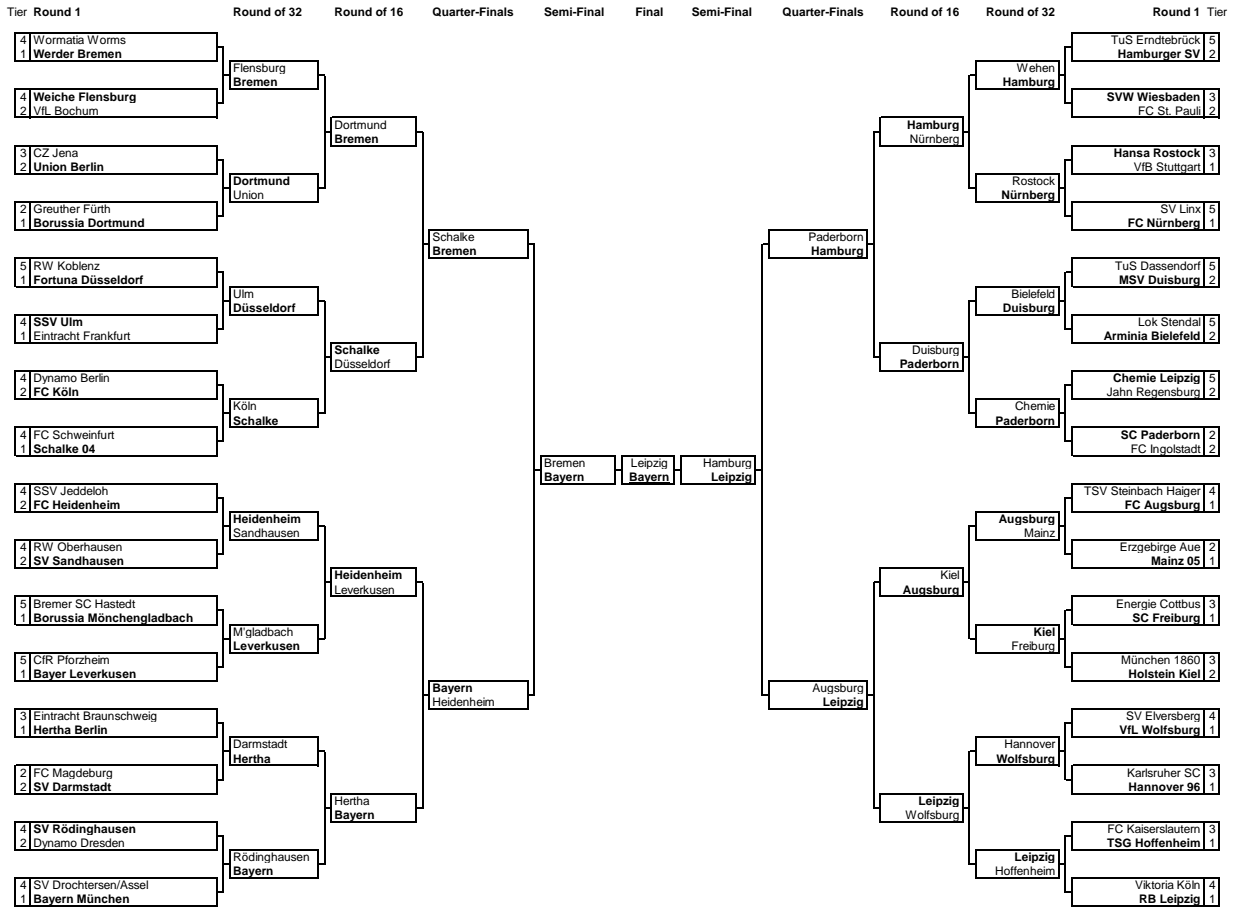 Tier Round 1 Round of 32 Round of 16 Quarter-Finals Semi-Final Final Semi-Final Quarter-Finals Round of 16 Round of 32 Round 1 Tier
4 Wormatia Worms
1 Werder Bremen
4 Weiche Flensburg
2 VfL Bochum
3 CZ Jena
2 Union Berlin
2 Greuther Fürth
1 Borussia Dortmund
5 RW Koblenz
1 Fortuna Düsseldorf
4 SSV Ulm
1 Eintracht Frankfurt
4 Dynamo Berlin
2 FC Köln
4 FC Schweinfurt
1 Schalke 04
4 SSV Jeddeloh
2 FC Heidenheim
4 RW Oberhausen
2 SV Sandhausen
5 Bremer SC Hastedt
1 Borussia Mönchengladbach
5 CfR Pforzheim
1 Bayer Leverkusen
3 Eintracht Braunschweig
1 Hertha Berlin
2 FC Magdeburg
2 SV Darmstadt
4 SV Rödinghausen
2 Dynamo Dresden
4 SV Drochtersen/Assel
1 Bayern München
Flensburg
Bremen
Dortmund
Union
Ulm
Düsseldorf
Köln
Schalke
Heidenheim
Sandhausen
M'gladbach
Leverkusen
Darmstadt
Hertha
Rödinghausen
Bayern
Dortmund
Bremen
Schalke
Düsseldorf
Heidenheim
Leverkusen
Hertha
Bayern
Schalke
Bremen
Bayern
Heidenheim
Bremen
Bayern
Leipzig
Bayern
Hamburg
Leipzig
Paderborn
Hamburg
Augsburg
Leipzig
Hamburg
Nürnberg
Duisburg
Paderborn
Kiel
Augsburg
Leipzig
Wolfsburg
Wehen
Hamburg
Rostock
Nürnberg
Bielefeld
Duisburg
Chemie
Paderborn
Augsburg
Mainz
Kiel
Freiburg
Hannover
Wolfsburg
Leipzig
Hoffenheim
TuS Erndtebrück 5
Hamburger SV 2
SVW Wiesbaden 3
FC St. Pauli 2
Hansa Rostock 3
VfB Stuttgart 1
SV Linx 5
FC Nürnberg 1
TuS Dassendorf 5
MSV Duisburg 2
Lok Stendal 5
Arminia Bielefeld 2
Chemie Leipzig 5
Jahn Regensburg 2
SC Paderborn 2
FC Ingolstadt 2
TSV Steinbach Haiger 4
FC Augsburg 1
Erzgebirge Aue 2
Mainz 05 1
Energie Cottbus 3
SC Freiburg 1
München 1860 3
Holstein Kiel 2
SV Elversberg 4
VfL Wolfsburg 1
Karlsruher SC 3
Hannover 96 1
FC Kaiserslautern 3
TSG Hoffenheim 1
Viktoria Köln 4
RB Leipzig 1